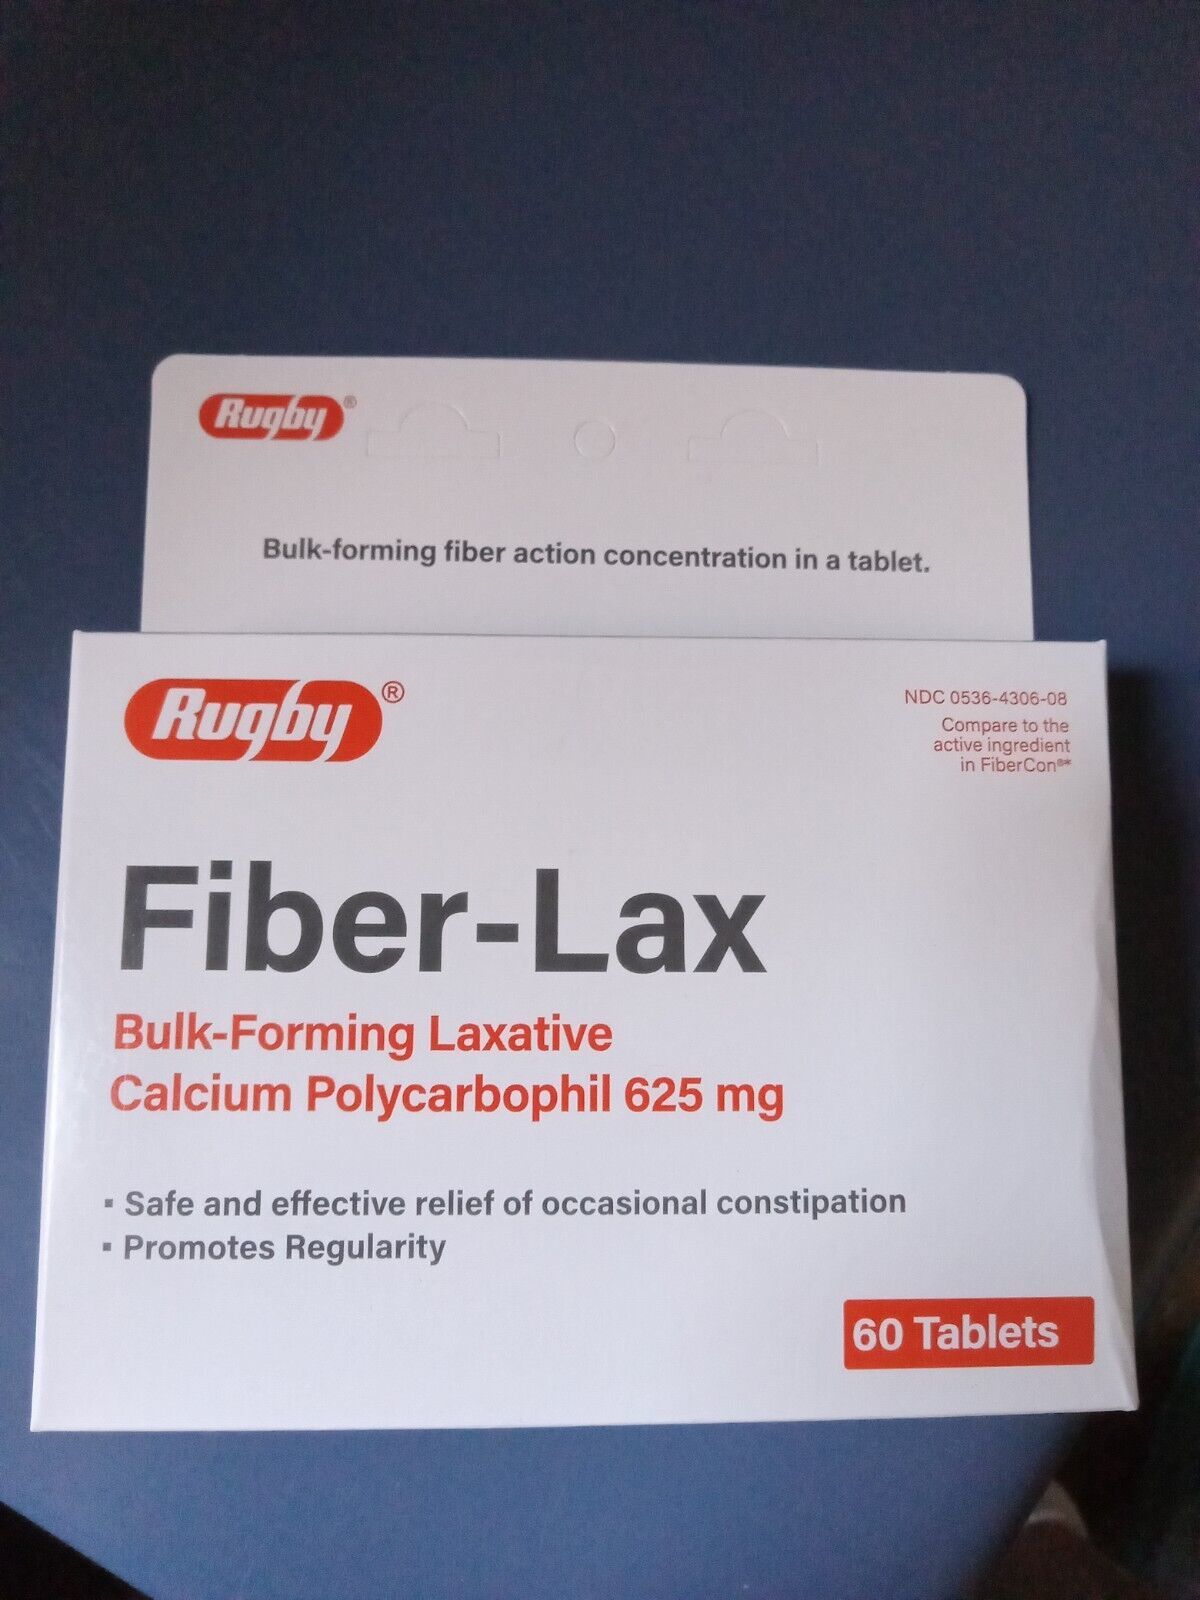 Rugby®
Bulk-forming fiber action concentration in a tablet.
Rugby®
NDC 0536-4306-08
Compare to the
active ingredient
in FiberCon®*
Fiber-Lax
Bulk-Forming Laxative
Calcium Polycarbophil 625 mg
▪ Safe and effective relief of occasional constipation
▪ Promotes Regularity
60 Tablets